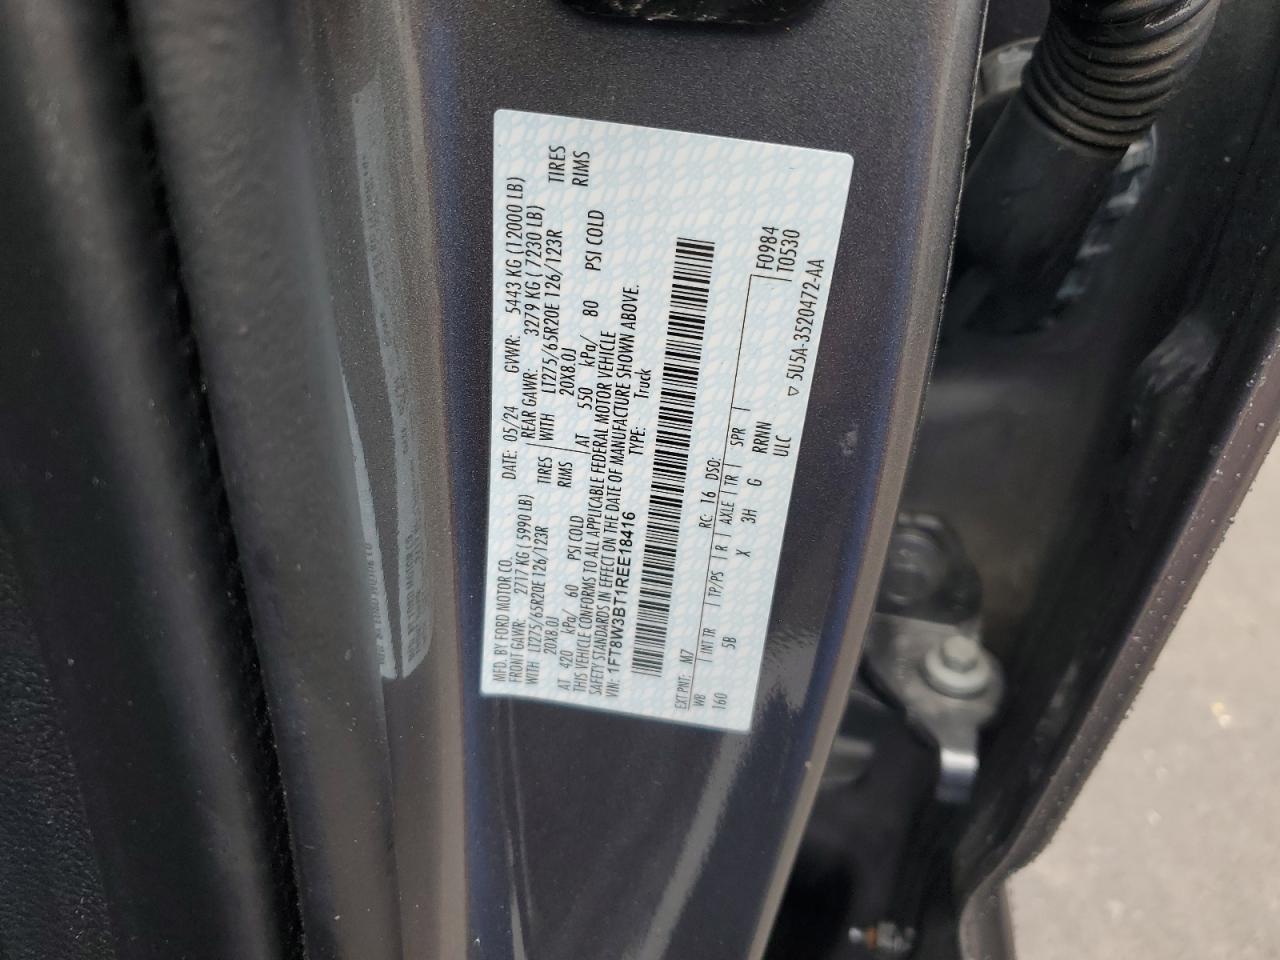 MFD. BY FORD MOTOR CO.
DATE: 05/24 GVWR: 5443 KG (12000 LB)
FRONT GAWR: 2717 KG (5990 LB) REAR GAWR: 3279 KG (7230 LB)
WITH LT275/65R20E 126/123R TIRES WITH LT275/65R20E 126/123R TIRES
20X8.0J RIMS 20X8.0J RIMS
AT 420 kPa/ 60 PSI COLD AT 550 kPa/ 80 PSI COLD
THIS VEHICLE CONFORMS TO ALL APPLICABLE FEDERAL MOTOR VEHICLE
SAFETY STANDARDS IN EFFECT ON THE DATE OF MANUFACTURE SHOWN ABOVE.
VIN: 1FT8W3BT1REE18416 TYPE: Truck
EXT PNT: M7 RC: 16 DSO: F0984
WB INT TR TP/PS R AXLE TR SPR T0530
160 5B X 3H G RRNN
ULC
▽ 5U5A-3520472-AA